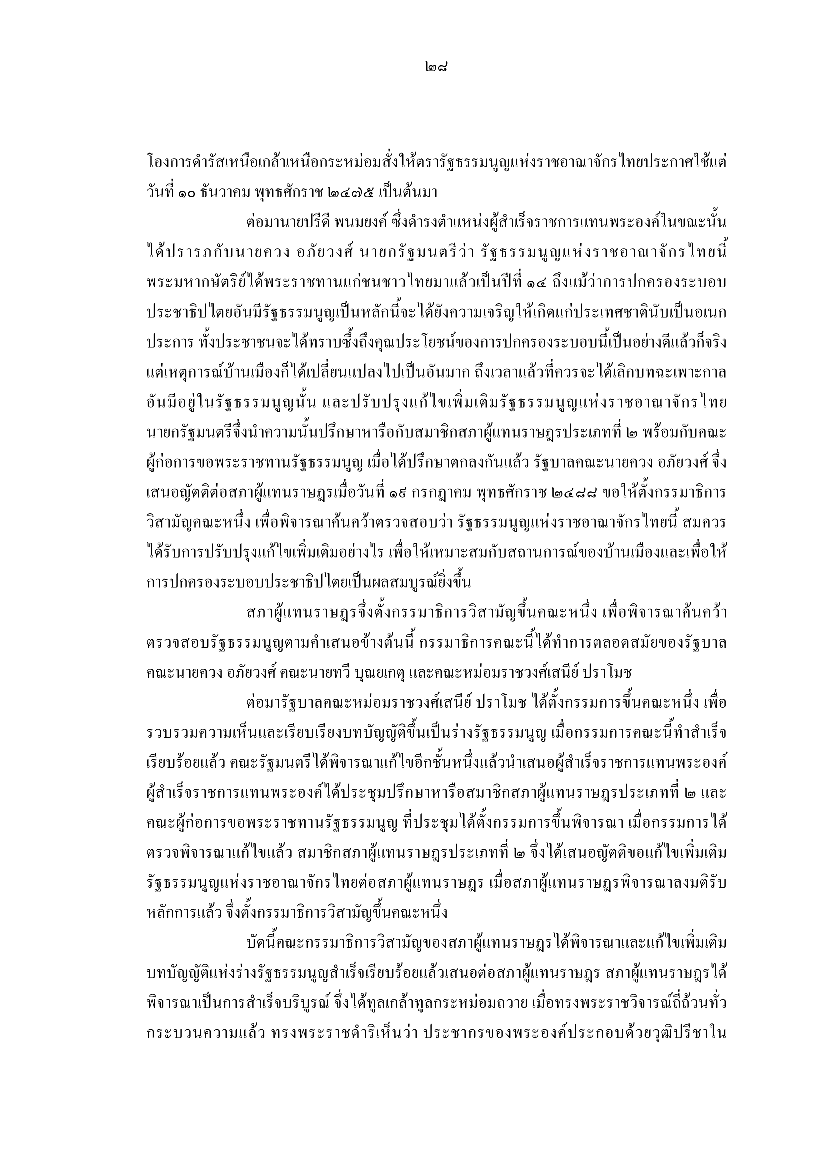 ๒๘
โองการดำรัสเหนือเกล้าเหนือกระหม่อมสั่งให้ตรารัฐธรรมนูญแห่งราชอาณาจักรไทยประกาศใช้แต่
วันที่ ๑๐ ธันวาคม พุทธศักราช ๒๔๗๕ เป็นต้นมา
ต่อมานายปรีดี พนมยงค์ ซึ่งดำรงตำแหน่งผู้สำเร็จราชการแทนพระองค์ในขณะนั้น
ได้ปรารภกับนายควง อภัยวงศ์ นายกรัฐมนตรีว่า รัฐธรรมนูญแห่งราชอาณาจักรไทยนี้
พระมหากษัตริย์ได้พระราชทานแก่ชนชาวไทยมาแล้วเป็นปีที่ ๑๔ ถึงแม้ว่าการปกครองระบอบ
ประชาธิปไตยอันมีรัฐธรรมนูญเป็นหลักนี้จะได้ยังความเจริญให้เกิดแก่ประเทศชาตินับเป็นอเนก
ประการ ทั้งประชาชนจะได้ทราบซึ้งถึงคุณประโยชน์ของการปกครองระบอบนี้เป็นอย่างดีแล้วก็จริง
แต่เหตุการณ์บ้านเมืองก็ได้เปลี่ยนแปลงไปเป็นอันมาก ถึงเวลาแล้วที่ควรจะได้เลิกบทฉะเพาะกาล
อันมีอยู่ในรัฐธรรมนูญนั้น และปรับปรุงแก้ไขเพิ่มเติมรัฐธรรมนูญแห่งราชอาณาจักรไทย
นายกรัฐมนตรีจึ่งนำความนั้นปรึกษาหารือกับสมาชิกสภาผู้แทนราษฎรประเภทที่ ๒ พร้อมกับคณะ
ผู้ก่อการขอพระราชทานรัฐธรรมนูญ เมื่อได้ปรึกษาตกลงกันแล้ว รัฐบาลคณะนายควง อภัยวงศ์ จึ่ง
เสนอญัตติต่อสภาผู้แทนราษฎรเมื่อวันที่ ๑๙ กรกฎาคม พุทธศักราช ๒๔๘๘ ขอให้ตั้งกรรมาธิการ
วิสามัญคณะหนึ่ง เพื่อพิจารณาค้นคว้าตรวจสอบว่า รัฐธรรมนูญแห่งราชอาณาจักรไทยนี้ สมควร
ได้รับการปรับปรุงแก้ไขเพิ่มเติมอย่างไร เพื่อให้เหมาะสมกับสถานการณ์ของบ้านเมืองและเพื่อให้
การปกครองระบอบประชาธิปไตยเป็นผลสมบูรณ์ยิ่งขึ้น
สภาผู้แทนราษฎรจึ่งตั้งกรรมาธิการวิสามัญขึ้นคณะหนึ่ง เพื่อพิจารณาค้นคว้า
ตรวจสอบรัฐธรรมนูญตามคำเสนอข้างต้นนี้ กรรมาธิการคณะนี้ได้ทำการตลอดสมัยของรัฐบาล
คณะนายควง อภัยวงศ์ คณะนายทวี บุณยเกตุ และคณะหม่อมราชวงศ์เสนีย์ ปราโมช
ต่อมารัฐบาลคณะหม่อมราชวงศ์เสนีย์ ปราโมช ได้ตั้งกรรมการขึ้นคณะหนึ่ง เพื่อ
รวบรวมความเห็นและเรียบเรียงบทบัญญัติขึ้นเป็นร่างรัฐธรรมนูญ เมื่อกรรมการคณะนี้ทำสำเร็จ
เรียบร้อยแล้ว คณะรัฐมนตรีได้พิจารณาแก้ไขอีกชั้นหนึ่งแล้วนำเสนอผู้สำเร็จราชการแทนพระองค์
ผู้สำเร็จราชการแทนพระองค์ได้ประชุมปรึกษาหารือสมาชิกสภาผู้แทนราษฎรประเภทที่ ๒ และ
คณะผู้ก่อการขอพระราชทานรัฐธรรมนูญ ที่ประชุมได้ตั้งกรรมการขึ้นพิจารณา เมื่อกรรมการได้
ตรวจพิจารณาแก้ไขแล้ว สมาชิกสภาผู้แทนราษฎรประเภทที่ ๒ จึ่งได้เสนอญัตติขอแก้ไขเพิ่มเติม
รัฐธรรมนูญแห่งราชอาณาจักรไทยต่อสภาผู้แทนราษฎร เมื่อสภาผู้แทนราษฎรพิจารณาลงมติรับ
หลักการแล้ว จึ่งตั้งกรรมาธิการวิสามัญขึ้นคณะหนึ่ง
บัดนี้คณะกรรมาธิการวิสามัญของสภาผู้แทนราษฎรได้พิจารณาและแก้ไขเพิ่มเติม
บทบัญญัติแห่งร่างรัฐธรรมนูญสำเร็จเรียบร้อยแล้วเสนอต่อสภาผู้แทนราษฎร สภาผู้แทนราษฎรได้
พิจารณาเป็นการสำเร็จบริบูรณ์ จึ่งได้ทูลเกล้าทูลกระหม่อมถวาย เมื่อทรงพระราชวิจารณ์ถี่ถ้วนทั่ว
กระบวนความแล้ว ทรงพระราชดำริเห็นว่า ประชากรของพระองค์ประกอบด้วยวุฒิปรีชาใน